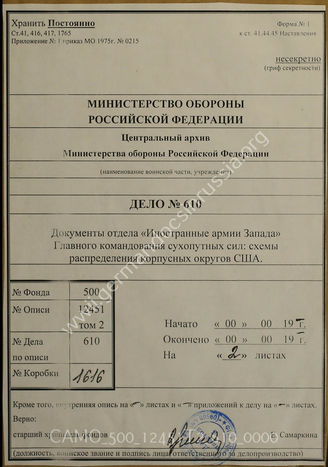 Хранить Постоянно
Форма № 1
Ст.41, 416, 417, 1765
к ст. 41.44.45 Наставления
Приложение № 1 приказ МО 1975г. № 0215
несекретно
(гриф секретности)
МИНИСТЕРСТВО ОБОРОНЫ
РОССИЙСКОЙ ФЕДЕРАЦИИ
Центральный архив
Министерства обороны Российской Федерации
(наименование воинской части, учреждения)
ДЕЛО № 610
Документы отдела «Иностранные армии Запада»
Главного командования сухопутных сил: схемы
распределения корпусных округов США.
№ Фонда 500
№ Описи 12451
том 2
№ Дела 610
по описи
№ Коробки 1616
Начато « 00 » 00 19 г.
Окончено « 00 » 00 19 г.
На « 2 » листах
Кроме того, внутренняя опись на «-» листах и «-» приложений к делу на «-» листах.
Верно:
старший
Самаркина
(должность, воинское звание и подпись лица ответственного за делопроизводство)
www.germandocsinrussia.org